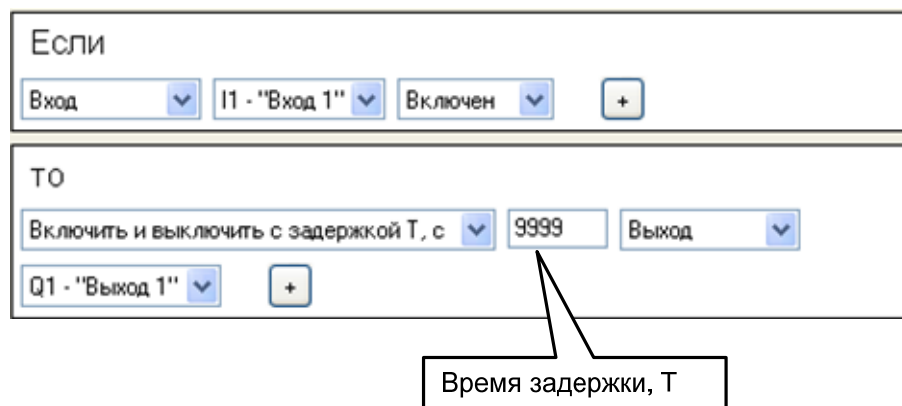 Если
Вход I1 - "Вход 1" Включен +
то
Включить и выключить с задержкой T, с 9999 Выход
Q1 - "Выход 1" +
Время задержки, Т